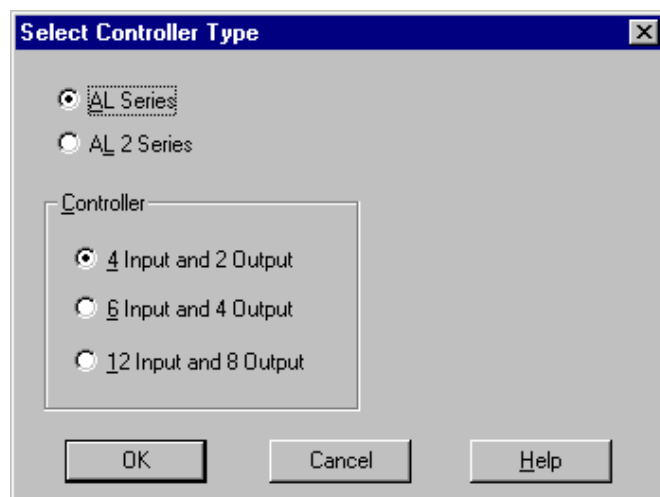 Select Controller Type
AL Series
AL 2 Series
Controller
4 Input and 2 Output
6 Input and 4 Output
12 Input and 8 Output
OK Cancel Help